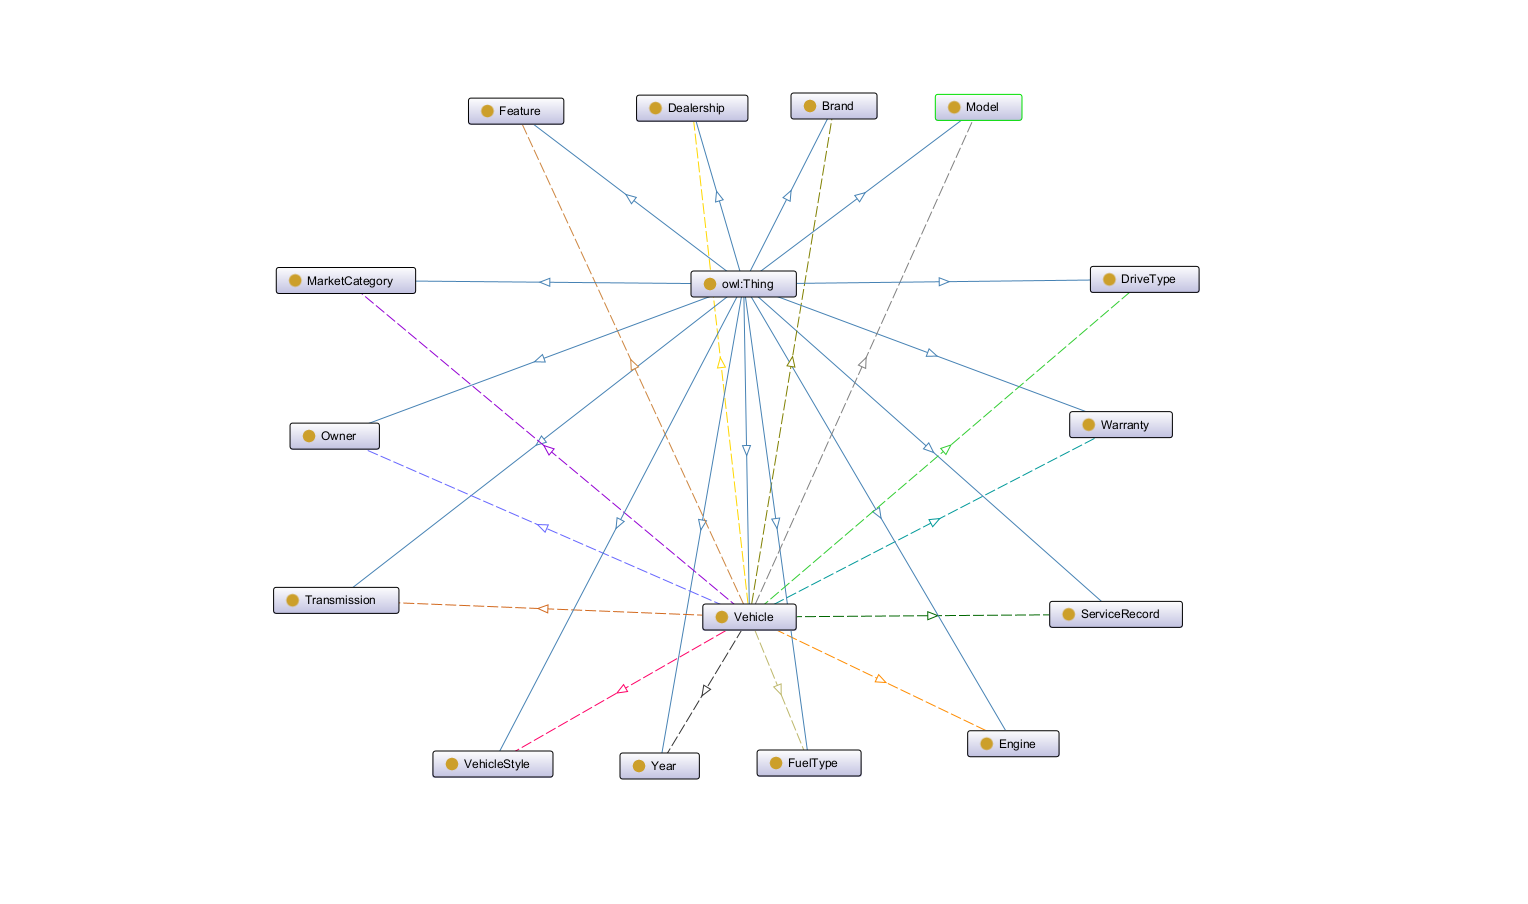 Feature
Dealership
Brand
Model
MarketCategory
owl:Thing
DriveType
Owner
Warranty
Transmission
Vehicle
ServiceRecord
VehicleStyle
Year
FuelType
Engine